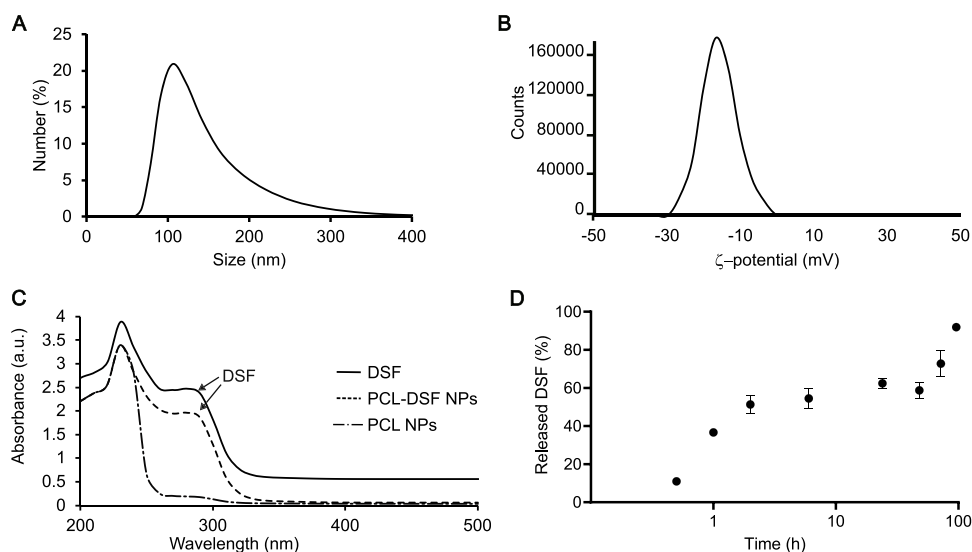 A
25
20
15
10
5
0
Number (%)
0 100 200 300 400
Size (nm)
B
160000
120000
80000
40000
0
Counts
-50 -30 -10 10 30 50
ζ–potential (mV)
C
4
3.5
3
2.5
2
1.5
1
0.5
0
Absorbance (a.u.)
DSF
DSF
PCL-DSF NPs
PCL NPs
200 300 400 500
Wavelength (nm)
D
100
80
60
40
20
0
Released DSF (%)
1 10 100
Time (h)